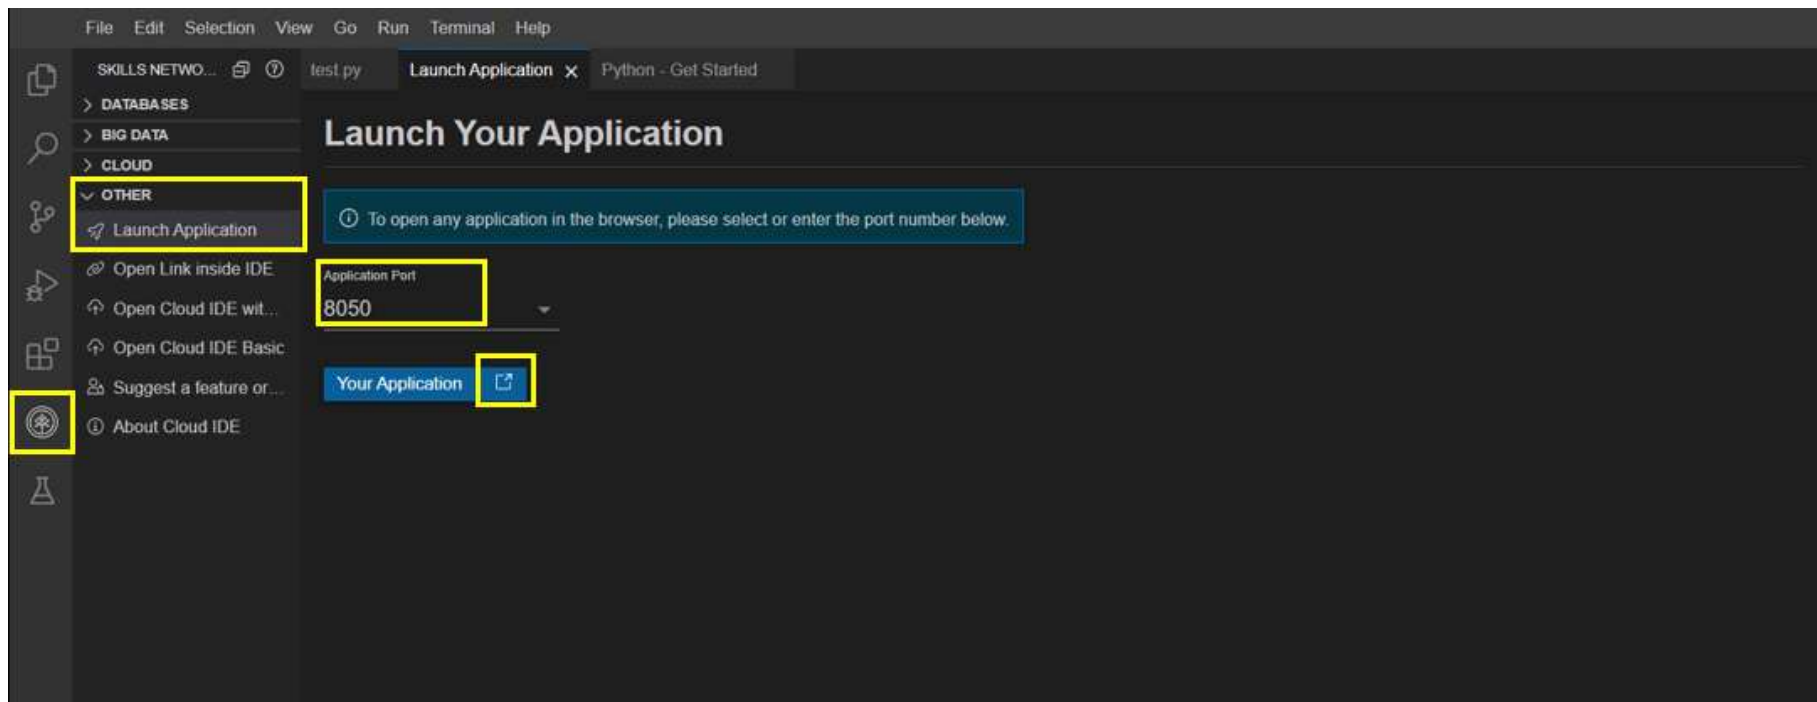 File Edit Selection View Go Run Terminal Help
SKILLS NETWO...
test.py Launch Application Python - Get Started
DATABASES
BIG DATA
CLOUD
OTHER
Launch Application
Open Link inside IDE
Open Cloud IDE wit...
Open Cloud IDE Basic
Suggest a feature or...
About Cloud IDE
Launch Your Application
To open any application in the browser, please select or enter the port number below.
Application Port
8050
Your Application